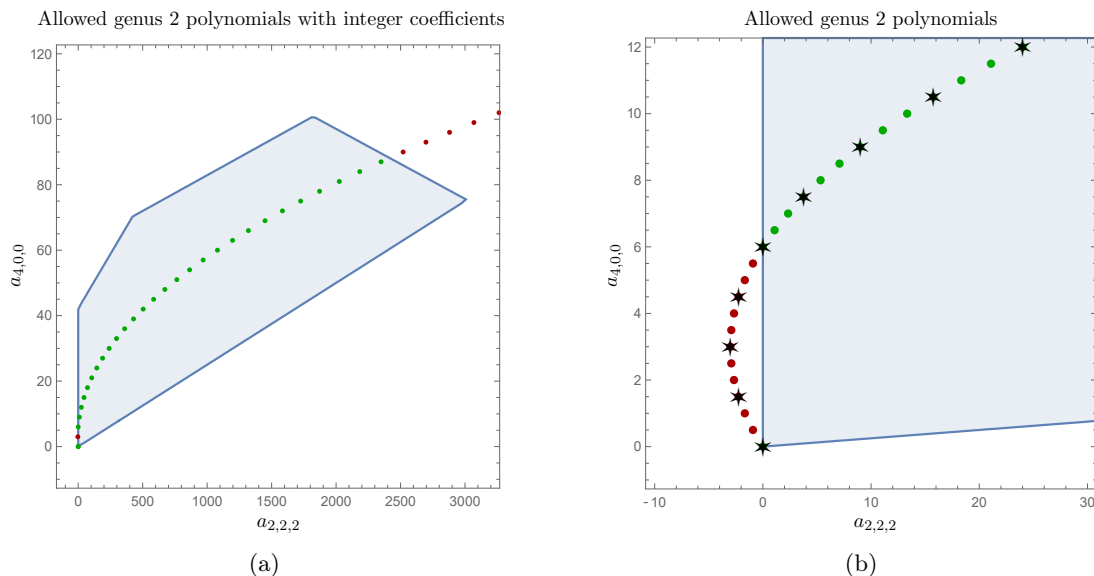 Allowed genus 2 polynomials with integer coefficients
120
100
80
60
40
20
0
a4,0,0
0 500 1000 1500 2000 2500 3000
a2,2,2
(a)
Allowed genus 2 polynomials
12
10
8
6
4
2
0
a4,0,0
-10 0 10 20 30
a2,2,2
(b)